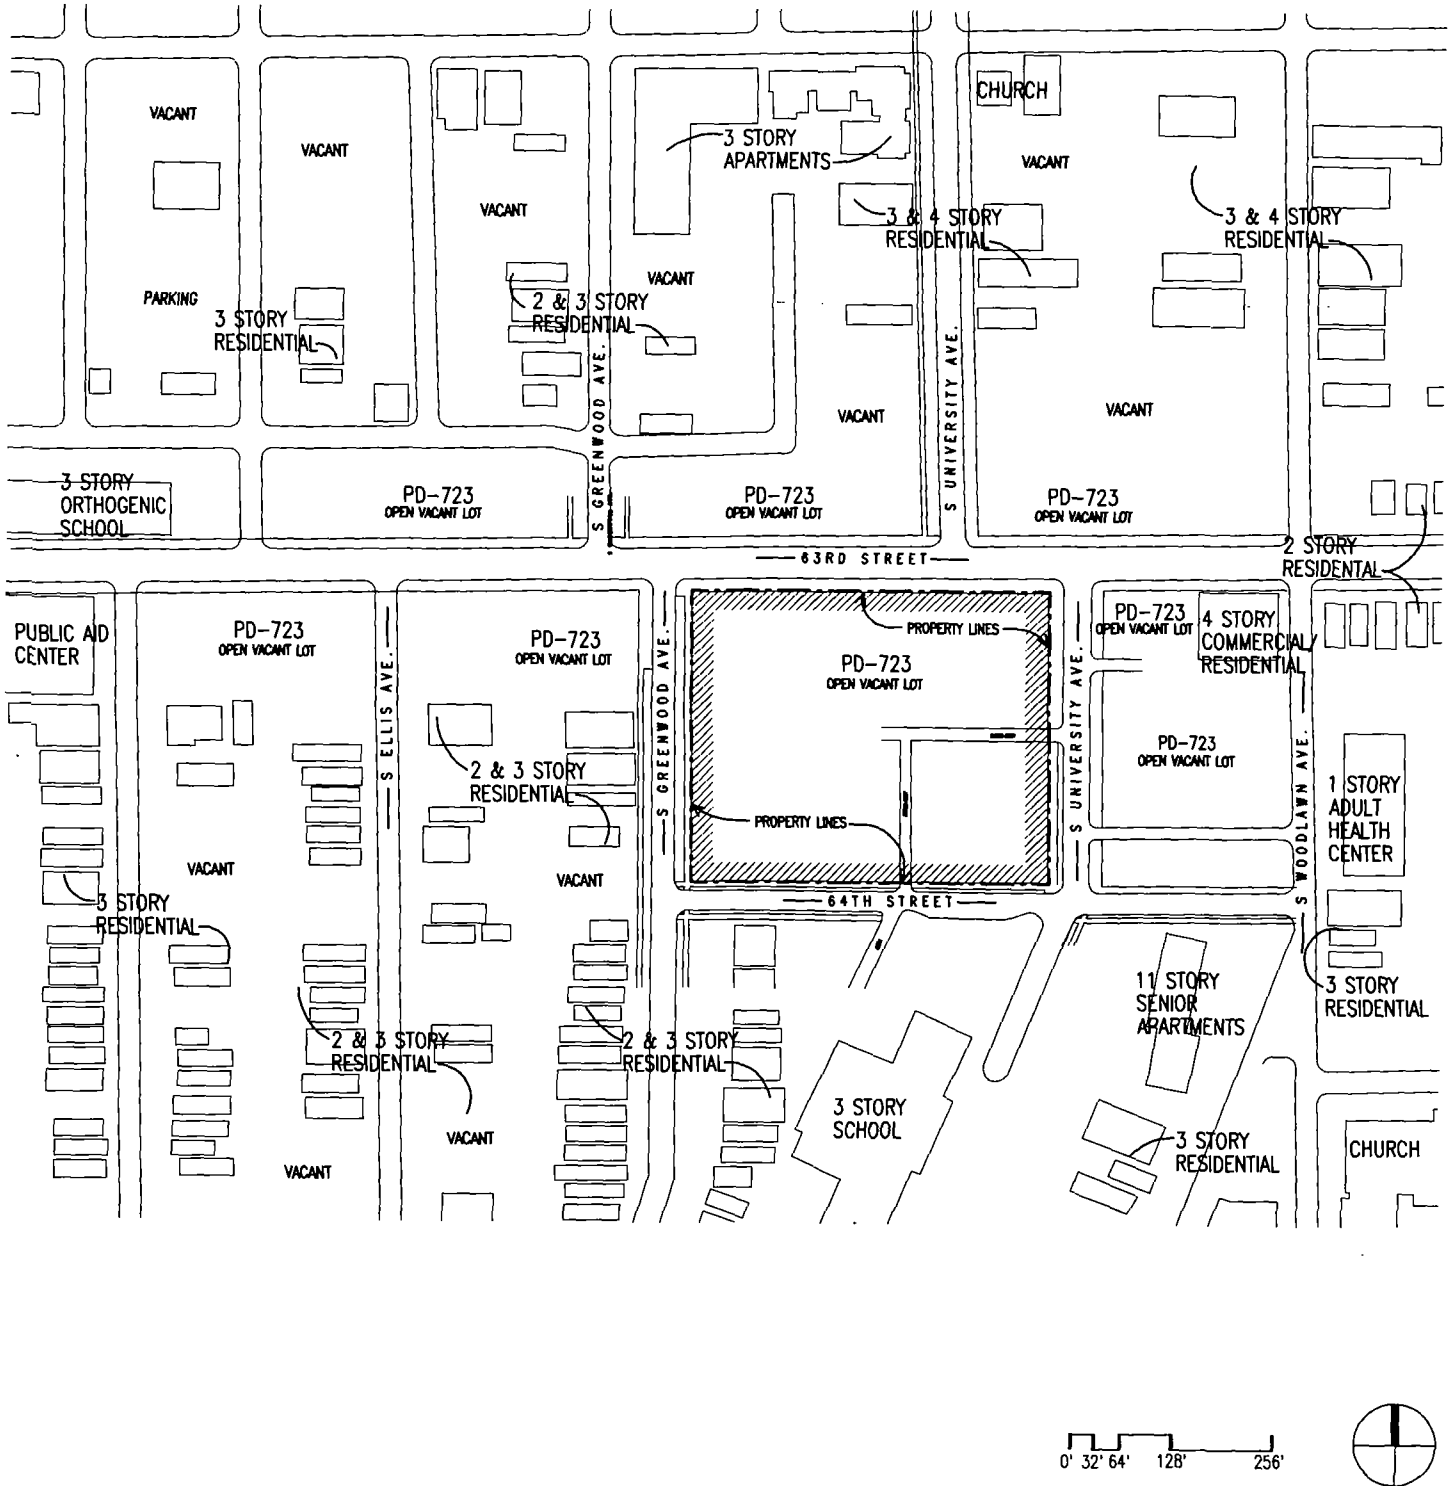 CHURCH
VACANT
VACANT
3 STORY
APARTMENTS
VACANT
VACANT
3 & 4 STORY
RESIDENTIAL
3 & 4 STORY
RESIDENTIAL
VACANT
PARKING
2 & 3 STORY
RESIDENTIAL
3 STORY
RESIDENTIAL
S GREENWOOD AVE.
S UNIVERSITY AVE.
VACANT
VACANT
3 STORY
ORTHOGENIC
SCHOOL
PD-723
OPEN VACANT LOT
PD-723
OPEN VACANT LOT
PD-723
OPEN VACANT LOT
63RD STREET
2 STORY
RESIDENTAL
PUBLIC AID
CENTER
PD-723
OPEN VACANT LOT
S ELLIS AVE.
PD-723
OPEN VACANT LOT
S GREENWOOD AVE.
PROPERTY LINES
PD-723
OPEN VACANT LOT
S UNIVERSITY AVE.
PD-723
OPEN VACANT LOT
4 STORY
COMMERCIAL/
RESIDENTIAL
PD-723
OPEN VACANT LOT
S WOODLAWN AVE.
2 & 3 STORY
RESIDENTIAL
1 STORY
ADULT
HEALTH
CENTER
PROPERTY LINES
VACANT
VACANT
3 STORY
RESIDENTIAL
64TH STREET
11 STORY
SENIOR
APARTMENTS
3 STORY
RESIDENTIAL
2 & 3 STORY
RESIDENTIAL
2 & 3 STORY
RESIDENTIAL
3 STORY
SCHOOL
VACANT
VACANT
3 STORY
RESIDENTIAL
CHURCH
0' 32' 64' 128' 256'